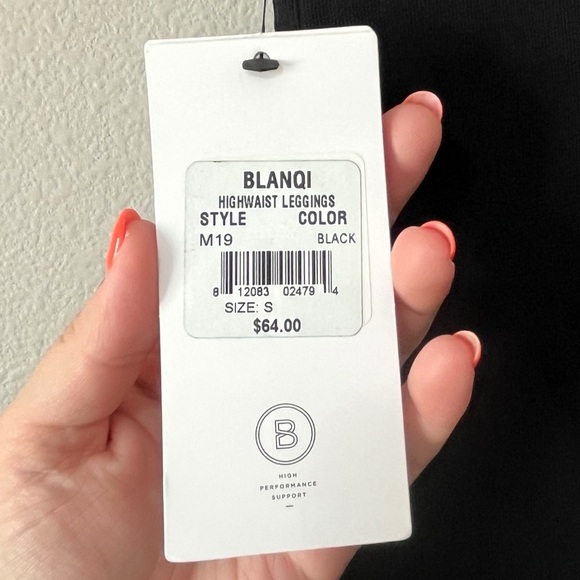 BLANQI
HIGHWAIST LEGGINGS
STYLE COLOR
M19 BLACK
8 12083 02479 4
SIZE: S
$64.00
B
HIGH
PERFORMANCE
SUPPORT